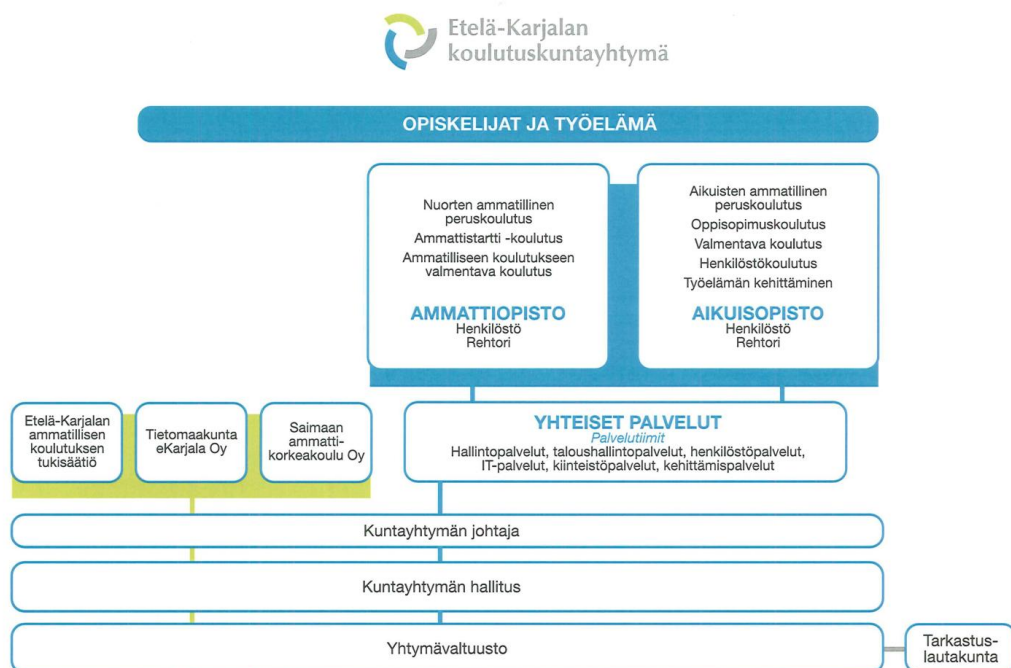 Etelä-Karjalan
koulutuskuntayhtymä
OPISKELIJAT JA TYÖELÄMÄ
Nuorten ammatillinen
peruskoulutus
Ammattistartti -koulutus
Ammatilliseen koulutukseen
valmentava koulutus
AMMATTIOPISTO
Henkilöstö
Rehtori
Aikuisten ammatillinen
peruskoulutus
Oppisopimuskoulutus
Valmentava koulutus
Henkilöstökoulutus
Työelämän kehittäminen
AIKUISOPISTO
Henkilöstö
Rehtori
Etelä-Karjalan
ammatillisen
koulutuksen
tukisäätiö
Tietomaakunta
eKarjala Oy
Saimaan
ammatti-
korkeakoulu Oy
YHTEISET PALVELUT
Palvelutiimit
Hallintopalvelut, taloushallintopalvelut, henkilöstöpalvelut,
IT-palvelut, kiinteistöpalvelut, kehittämispalvelut
Kuntayhtymän johtaja
Kuntayhtymän hallitus
Yhtymävaltuusto
Tarkastus-
lautakunta